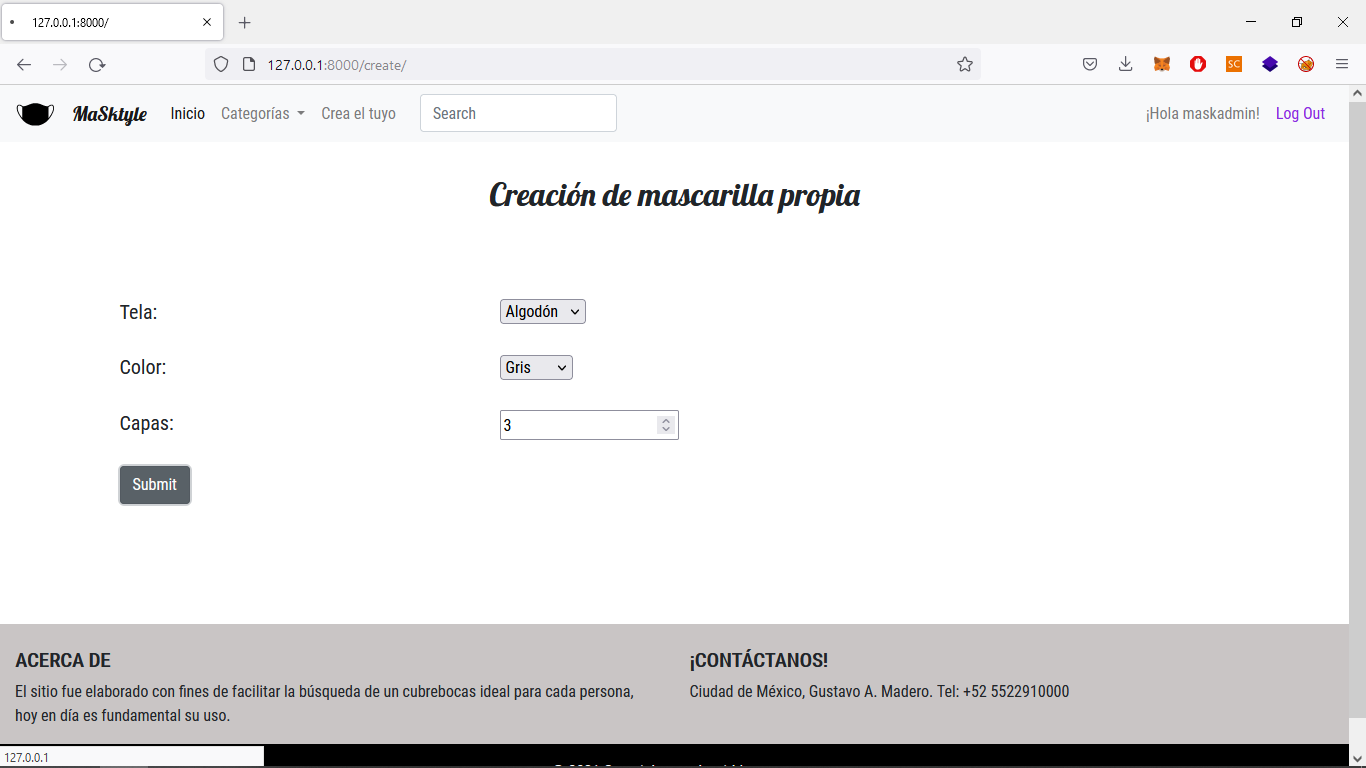 127.0.0.1:8000/
127.0.0.1:8000/create/
SC
MaSktyle Inicio Categorías Crea el tuyo Search ¡Hola maskadmin! Log Out
Creación de mascarilla propia
Tela: Algodón
Color: Gris
Capas: 3
Submit
ACERCA DE
El sitio fue elaborado con fines de facilitar la búsqueda de un cubrebocas ideal para cada persona,
hoy en día es fundamental su uso.
¡CONTÁCTANOS!
Ciudad de México, Gustavo A. Madero. Tel: +52 5522910000
127.0.0.1